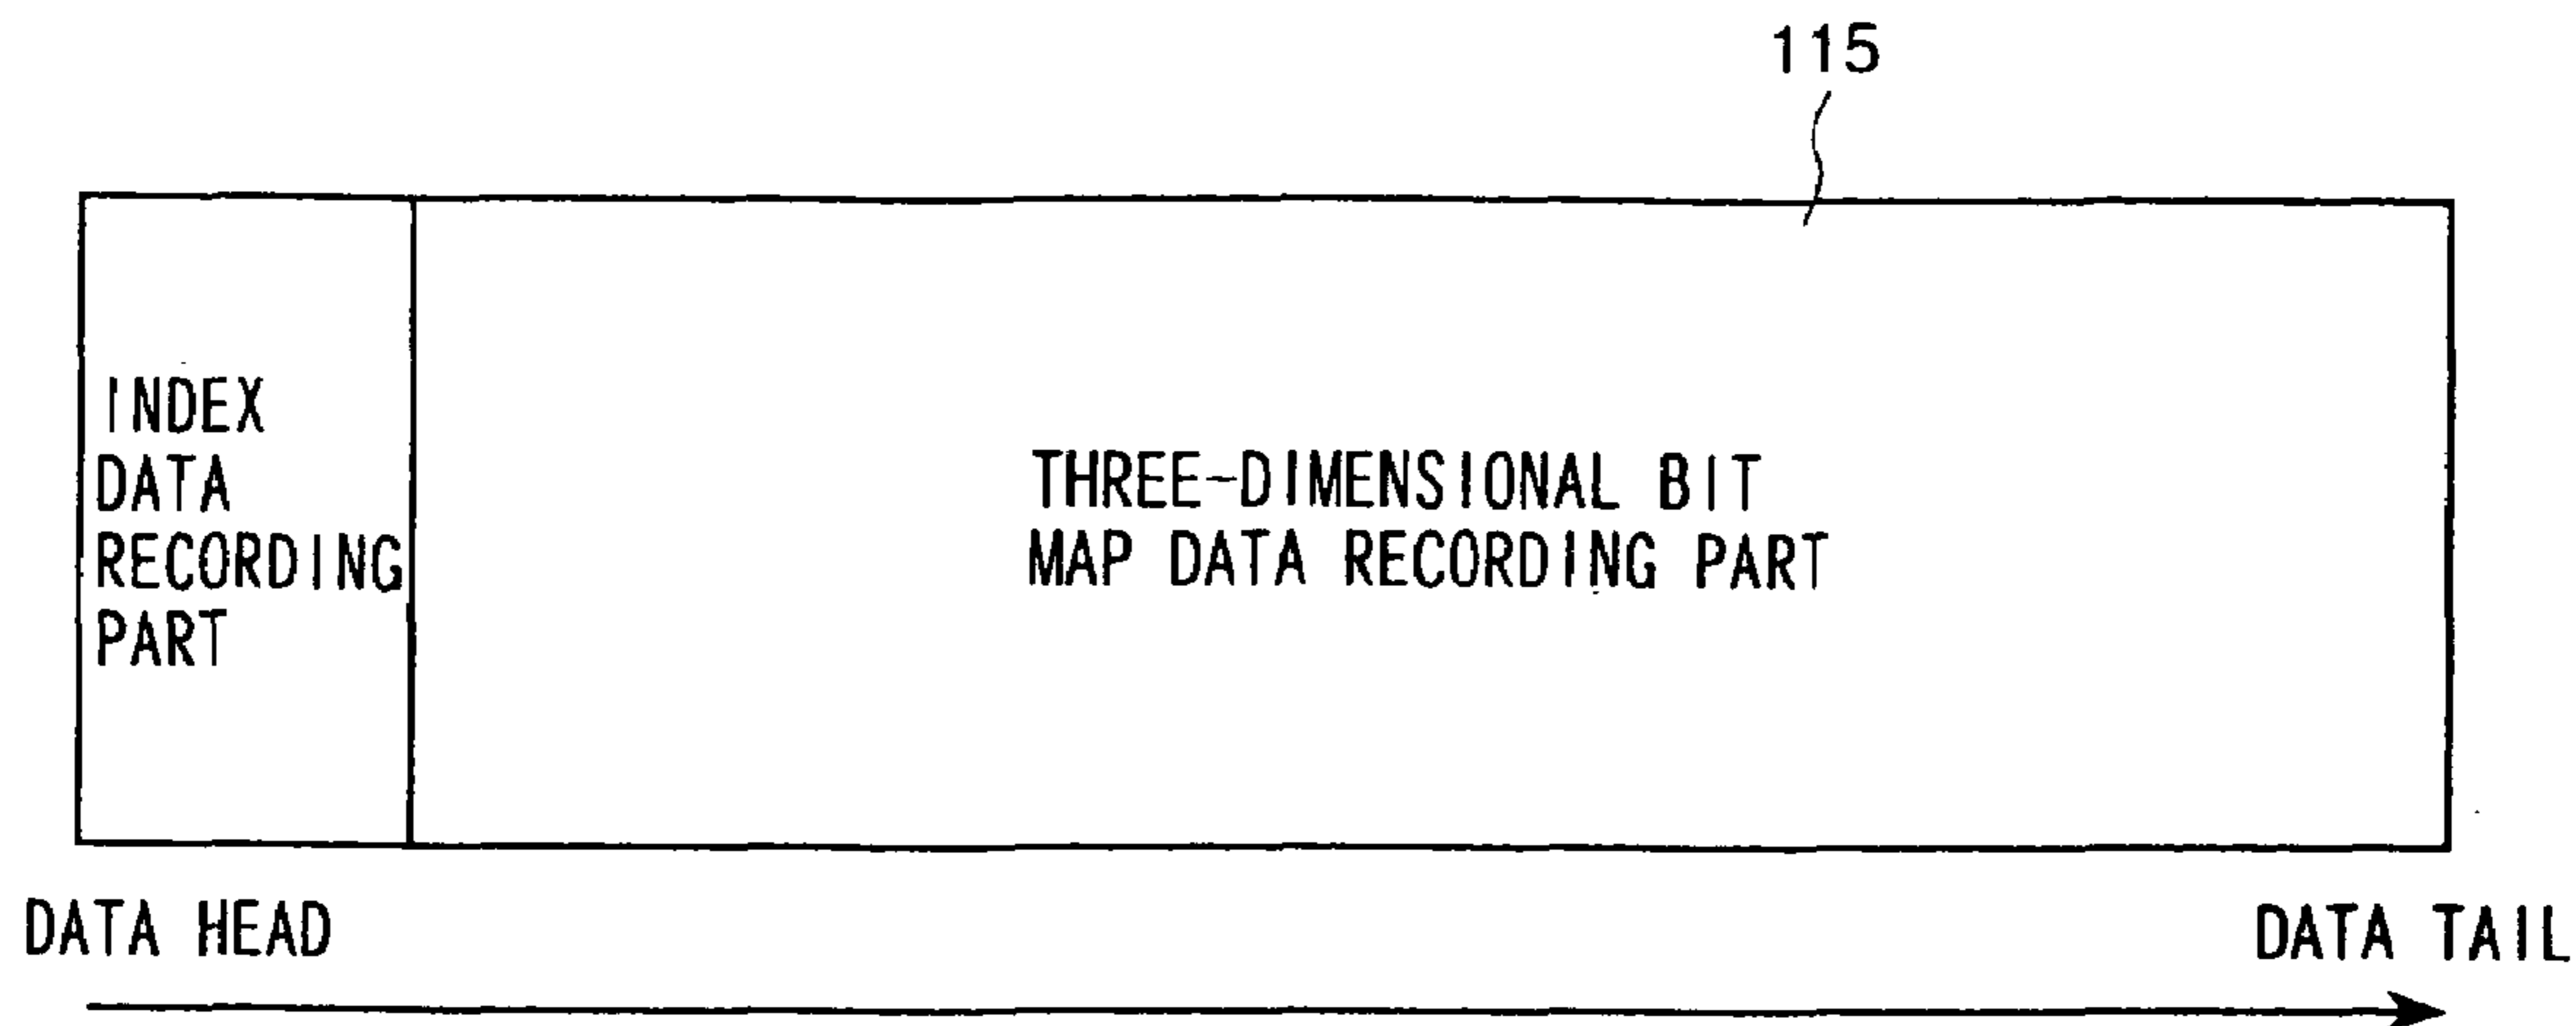 115
INDEX
DATA
RECORDING
PART
THREE-DIMENSIONAL BIT
MAP DATA RECORDING PART
DATA HEAD
DATA TAIL